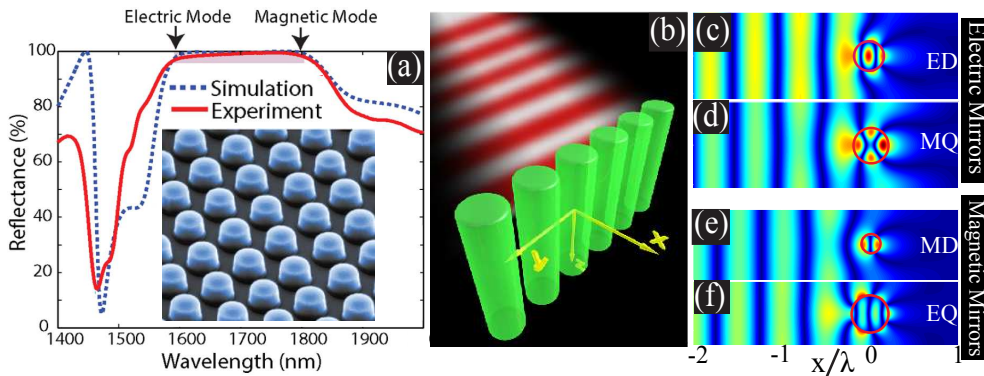 Electric Mode
Magnetic Mode
(a)
Simulation
Experiment
Reflectance (%)
100
80
60
40
20
0
1400
1500
1600
1700
1800
1900
Wavelength (nm)
(b)
x
y
z
(c)
ED
(d)
MQ
Electric Mirrors
(e)
MD
(f)
EQ
Magnetic Mirrors
-2
-1
0
1
x/λ